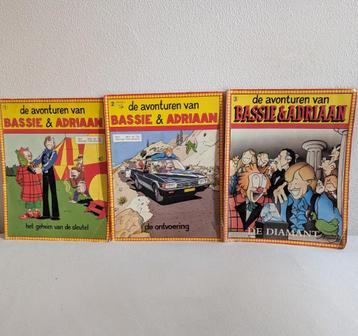 1
de avonturen van
BASSIE & ADRIAAN
het geheim van de sleutel
2
de avonturen van
BASSIE & ADRIAAN
de ontvoering
3
de avonturen van
BASSIE & ADRIAAN
DE DIAMANT